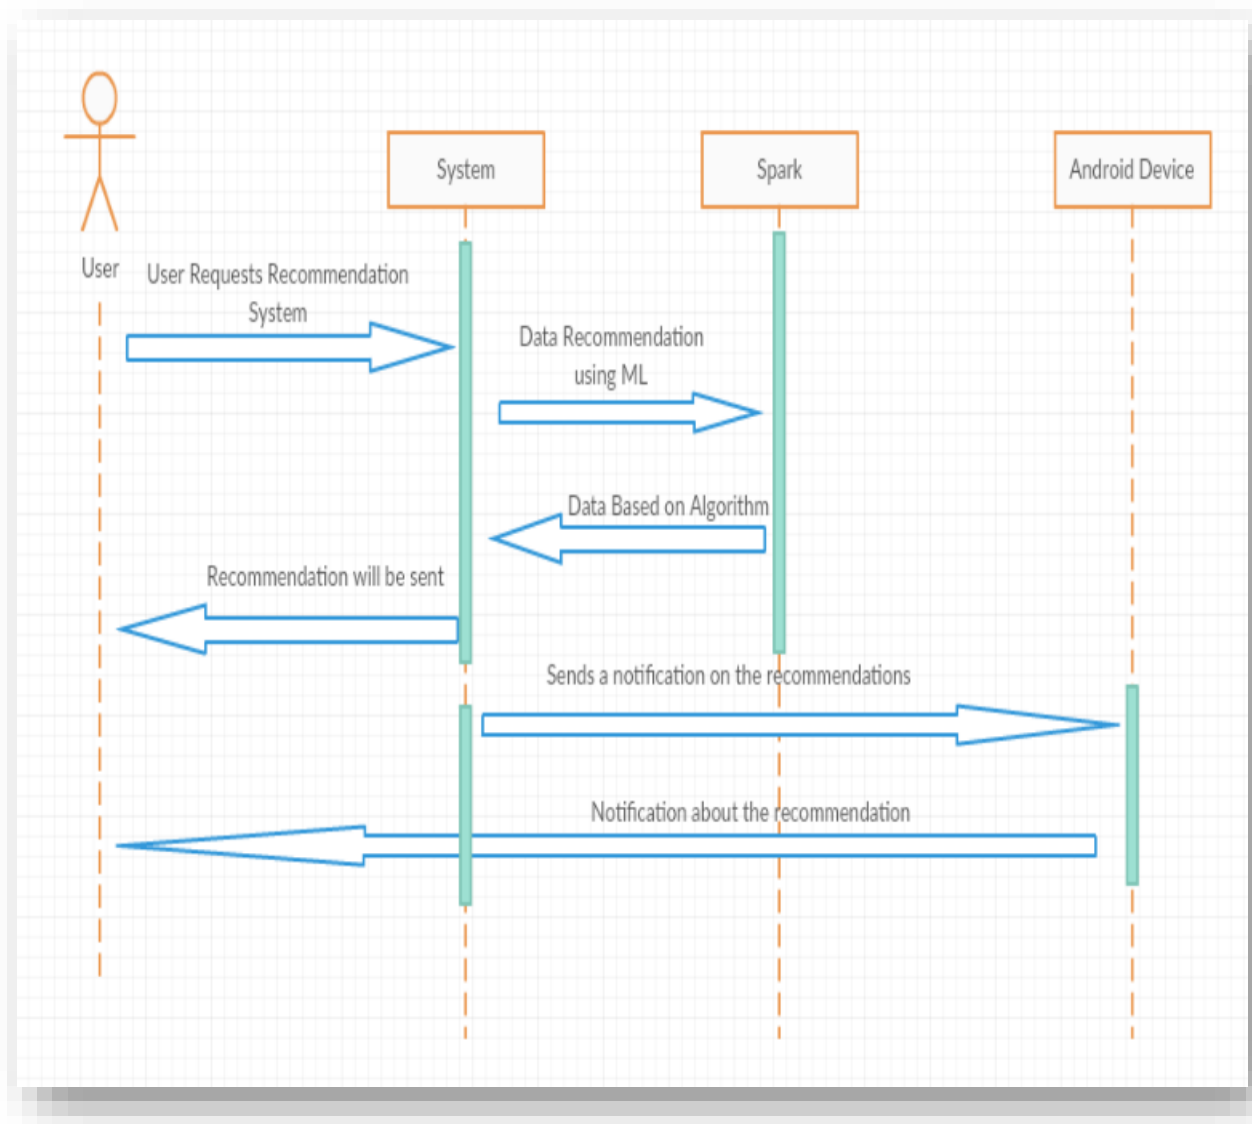 System
Spark
Android Device
User
User Requests Recommendation
System
Data Recommendation
using ML
Data Based on Algorithm
Recommendation will be sent
Sends a notification on the recommendations
Notification about the recommendation